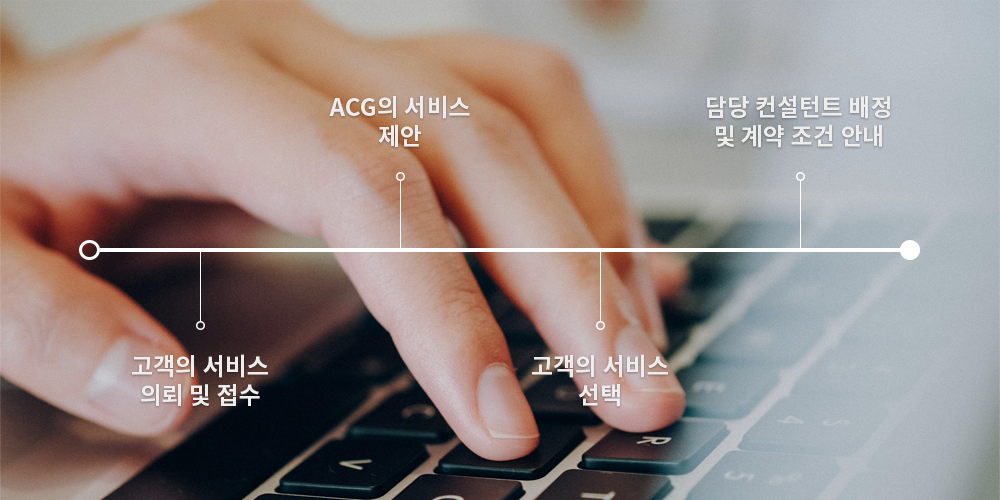 ACG의 서비스
제안
담당 컨설턴트 배정
및 계약 조건 안내
고객의 서비스
의뢰 및 접수
고객의 서비스
선택
V
C
R
E
T
4
5